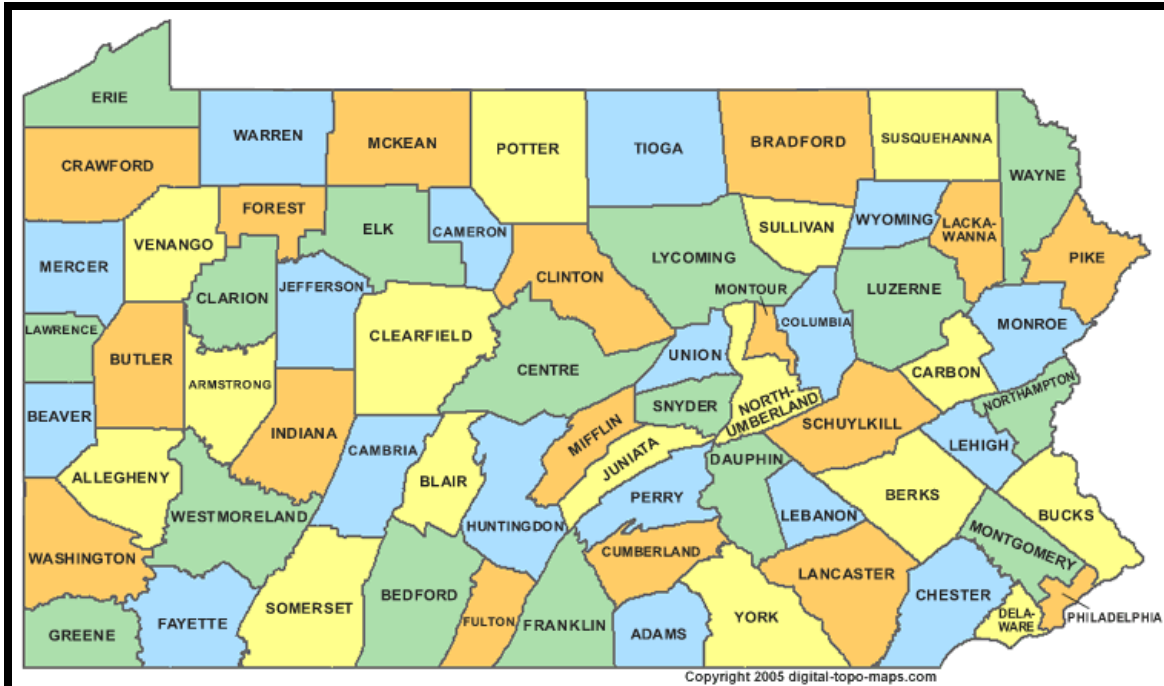 ERIE
WARREN
MCKEAN
POTTER
TIOGA
BRADFORD
SUSQUEHANNA
WAYNE
CRAWFORD
FOREST
VENANGO
ELK
CAMERON
SULLIVAN
WYOMING
LACKA-
WANNA
PIKE
MERCER
CLARION
JEFFERSON
CLINTON
LYCOMING
MONTOUR
COLUMBIA
LUZERNE
MONROE
LAWRENCE
BUTLER
ARMSTRONG
CLEARFIELD
CENTRE
UNION
CARBON
NORTHAMPTON
BEAVER
INDIANA
SNYDER
NORTH-
UMBERLAND
SCHUYLKILL
LEHIGH
ALLEGHENY
CAMBRIA
BLAIR
MIFFLIN
JUNIATA
DAUPHIN
BERKS
WESTMORELAND
HUNTINGDON
PERRY
LEBANON
BUCKS
MONTGOMERY
WASHINGTON
CUMBERLAND
LANCASTER
CHESTER
GREENE
FAYETTE
SOMERSET
BEDFORD
FULTON
FRANKLIN
ADAMS
YORK
DELA-
WARE
PHILADELPHIA
Copyright 2005 digital-topo-maps.com